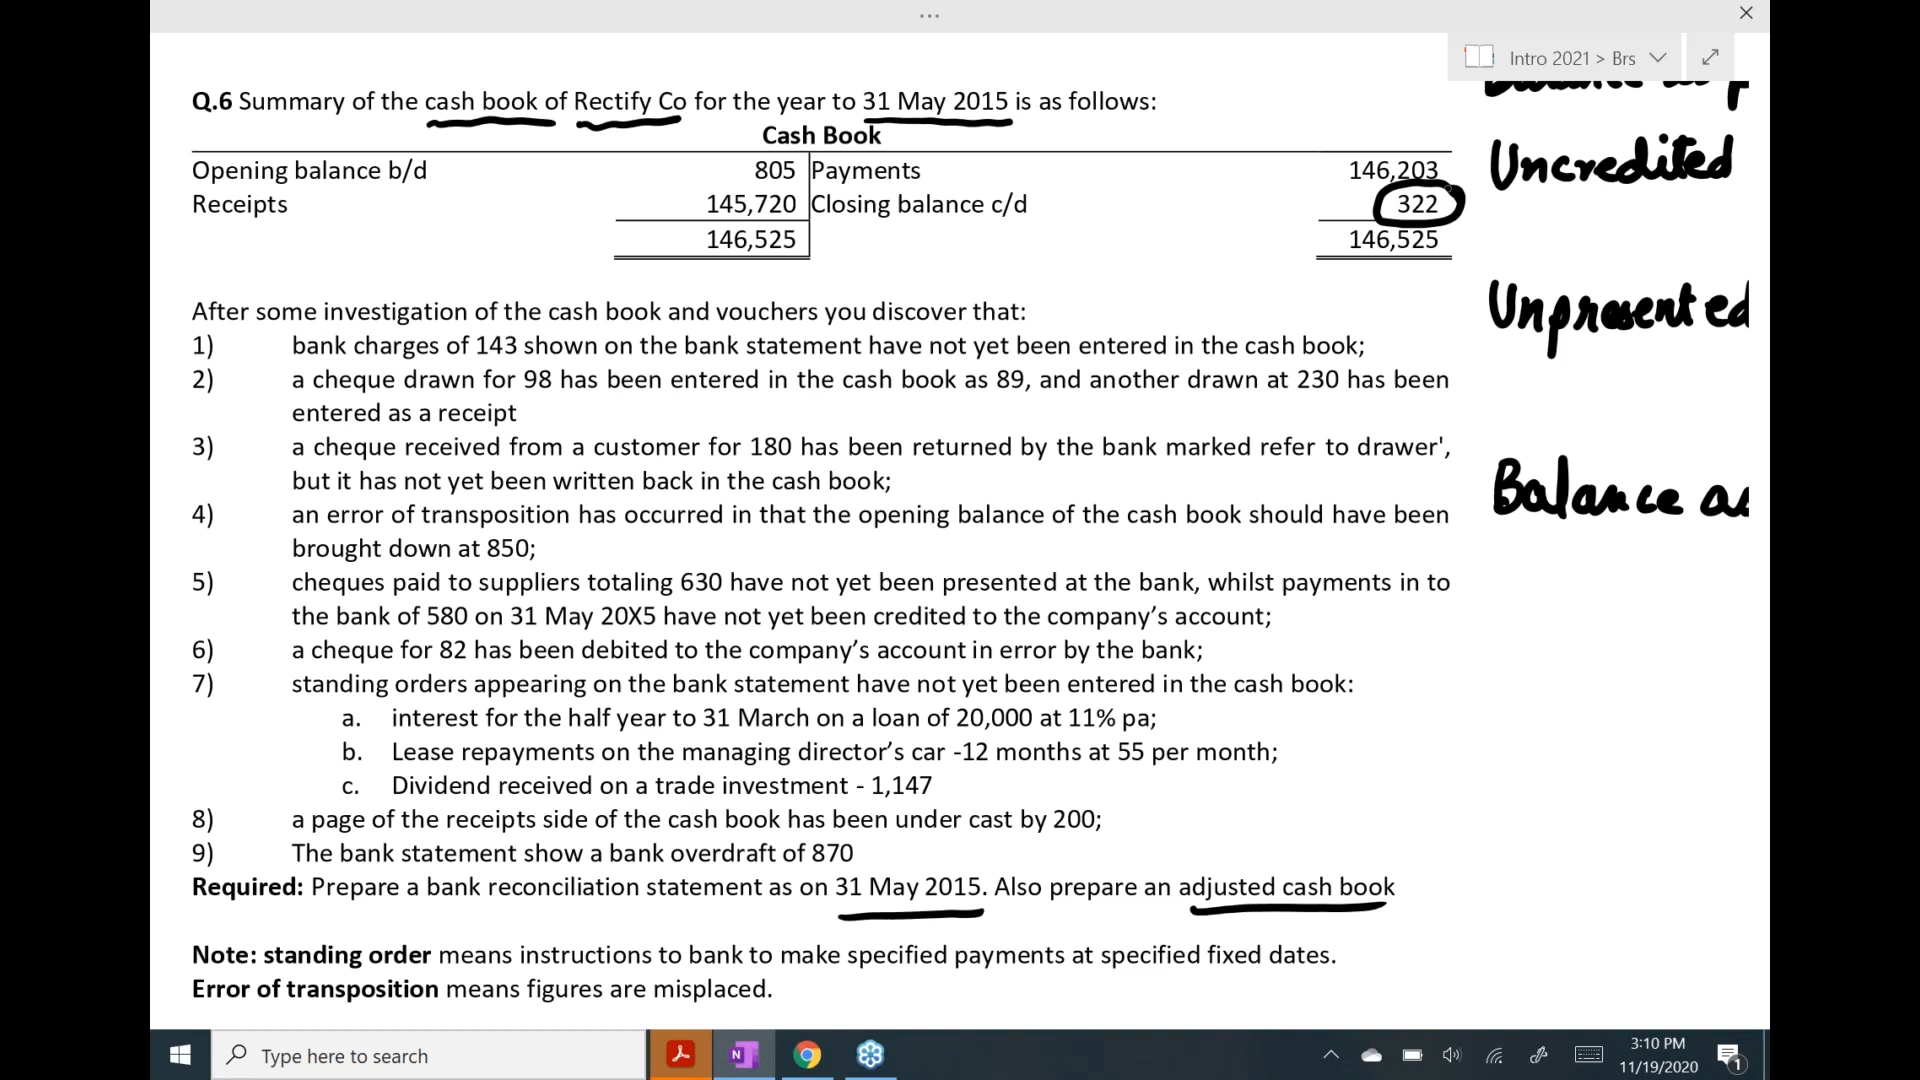 Intro 2021 > Brs
Q.6 Summary of the cash book of Rectify Co for the year to 31 May 2015 is as follows:
Cash Book
Opening balance b/d 805 Payments 146,203
Receipts 145,720 Closing balance c/d 322
146,525 146,525
Uncredited
Unpresented
Balance as
After some investigation of the cash book and vouchers you discover that:
1) bank charges of 143 shown on the bank statement have not yet been entered in the cash book;
2) a cheque drawn for 98 has been entered in the cash book as 89, and another drawn at 230 has been
entered as a receipt
3) a cheque received from a customer for 180 has been returned by the bank marked refer to drawer',
but it has not yet been written back in the cash book;
4) an error of transposition has occurred in that the opening balance of the cash book should have been
brought down at 850;
5) cheques paid to suppliers totaling 630 have not yet been presented at the bank, whilst payments in to
the bank of 580 on 31 May 20X5 have not yet been credited to the company’s account;
6) a cheque for 82 has been debited to the company’s account in error by the bank;
7) standing orders appearing on the bank statement have not yet been entered in the cash book:
a. interest for the half year to 31 March on a loan of 20,000 at 11% pa;
b. Lease repayments on the managing director’s car -12 months at 55 per month;
c. Dividend received on a trade investment - 1,147
8) a page of the receipts side of the cash book has been under cast by 200;
9) The bank statement show a bank overdraft of 870
Required: Prepare a bank reconciliation statement as on 31 May 2015. Also prepare an adjusted cash book
Note: standing order means instructions to bank to make specified payments at specified fixed dates.
Error of transposition means figures are misplaced.
Type here to search
3:10 PM
11/19/2020
1